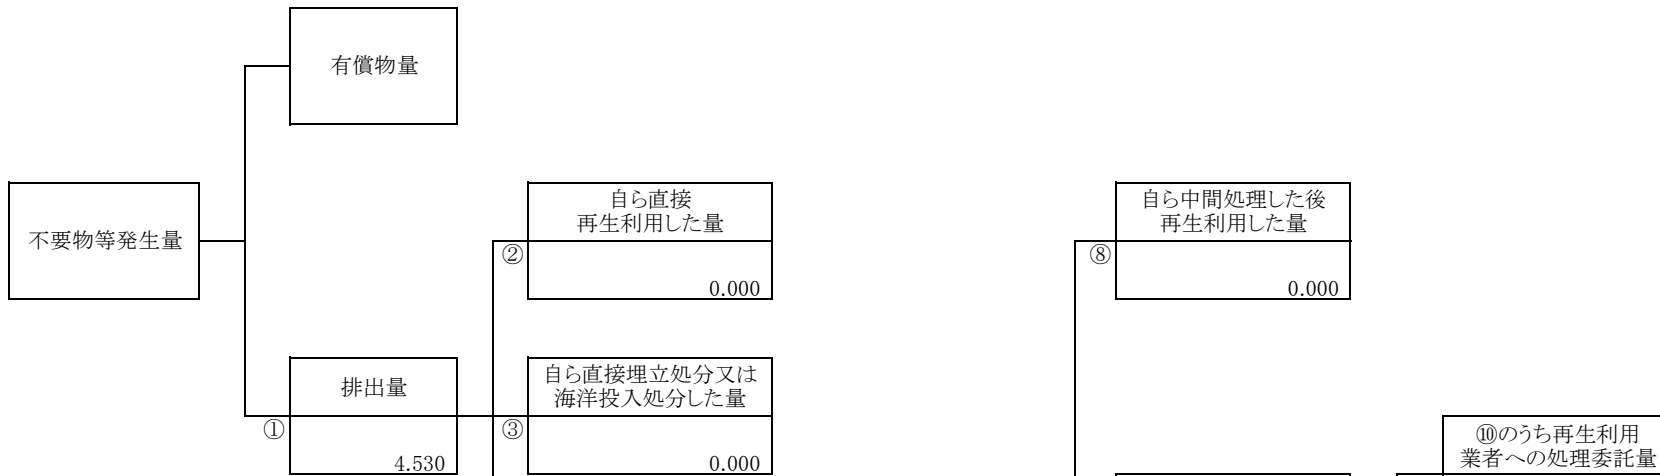 有償物量
不要物等発生量
自ら直接
再生利用した量
②
0.000
自ら中間処理した後
再生利用した量
⑧
0.000
排出量
①
4.530
自ら直接埋立処分又は
海洋投入処分した量
③
0.000
⑩のうち再生利用
業者への処理委託量